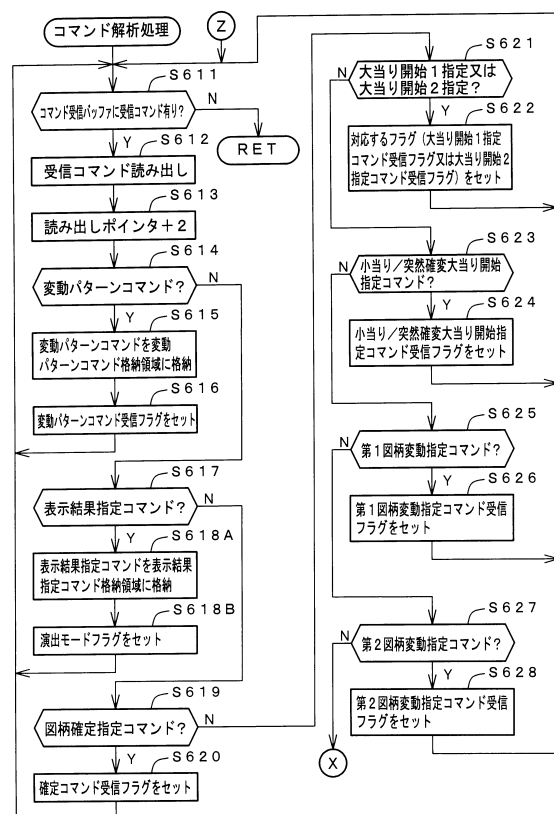 コマンド解析処理
Z
S611
コマンド受信バッファに受信コマンド有り?
N
Y
RET
S612
受信コマンド読み出し
S613
読み出しポインタ+2
S614
変動パターンコマンド?
N
Y
S615
変動パターンコマンドを変動
パターンコマンド格納領域に格納
S616
変動パターンコマンド受信フラグをセット
S617
表示結果指定コマンド?
N
Y
S618A
表示結果指定コマンドを表示結果
指定コマンド格納領域に格納
S618B
演出モードフラグをセット
S619
図柄確定指定コマンド?
N
Y
S620
確定コマンド受信フラグをセット
S621
大当り開始1指定又は
大当り開始2指定?
N
Y
S622
対応するフラグ(大当り開始1指定
コマンド受信フラグ又は大当り開始2
指定コマンド受信フラグ)をセット
S623
小当り/突然確変大当り開始
指定コマンド?
N
Y
S624
小当り/突然確変大当り開始指
定コマンド受信フラグをセット
S625
第1図柄変動指定コマンド?
N
Y
S626
第1図柄変動指定コマンド受信
フラグをセット
S627
第2図柄変動指定コマンド?
N
Y
S628
第2図柄変動指定コマンド受信
フラグをセット
X